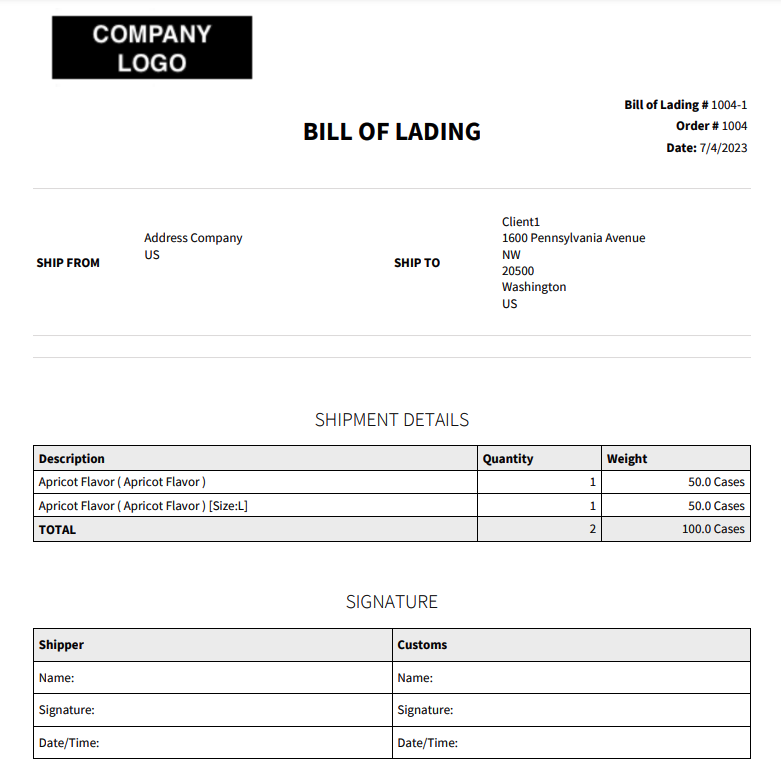 COMPANY
LOGO
Bill of Lading # 1004-1
BILL OF LADING
Order # 1004
Date: 7/4/2023
SHIP FROM
Address Company
US
SHIP TO
Client1
1600 Pennsylvania Avenue
NW
20500
Washington
US
SHIPMENT DETAILS
Description Quantity Weight
Apricot Flavor ( Apricot Flavor ) 1 50.0 Cases
Apricot Flavor ( Apricot Flavor ) [Size:L] 1 50.0 Cases
TOTAL 2 100.0 Cases
SIGNATURE
Shipper Customs
Name: Name:
Signature: Signature:
Date/Time: Date/Time: